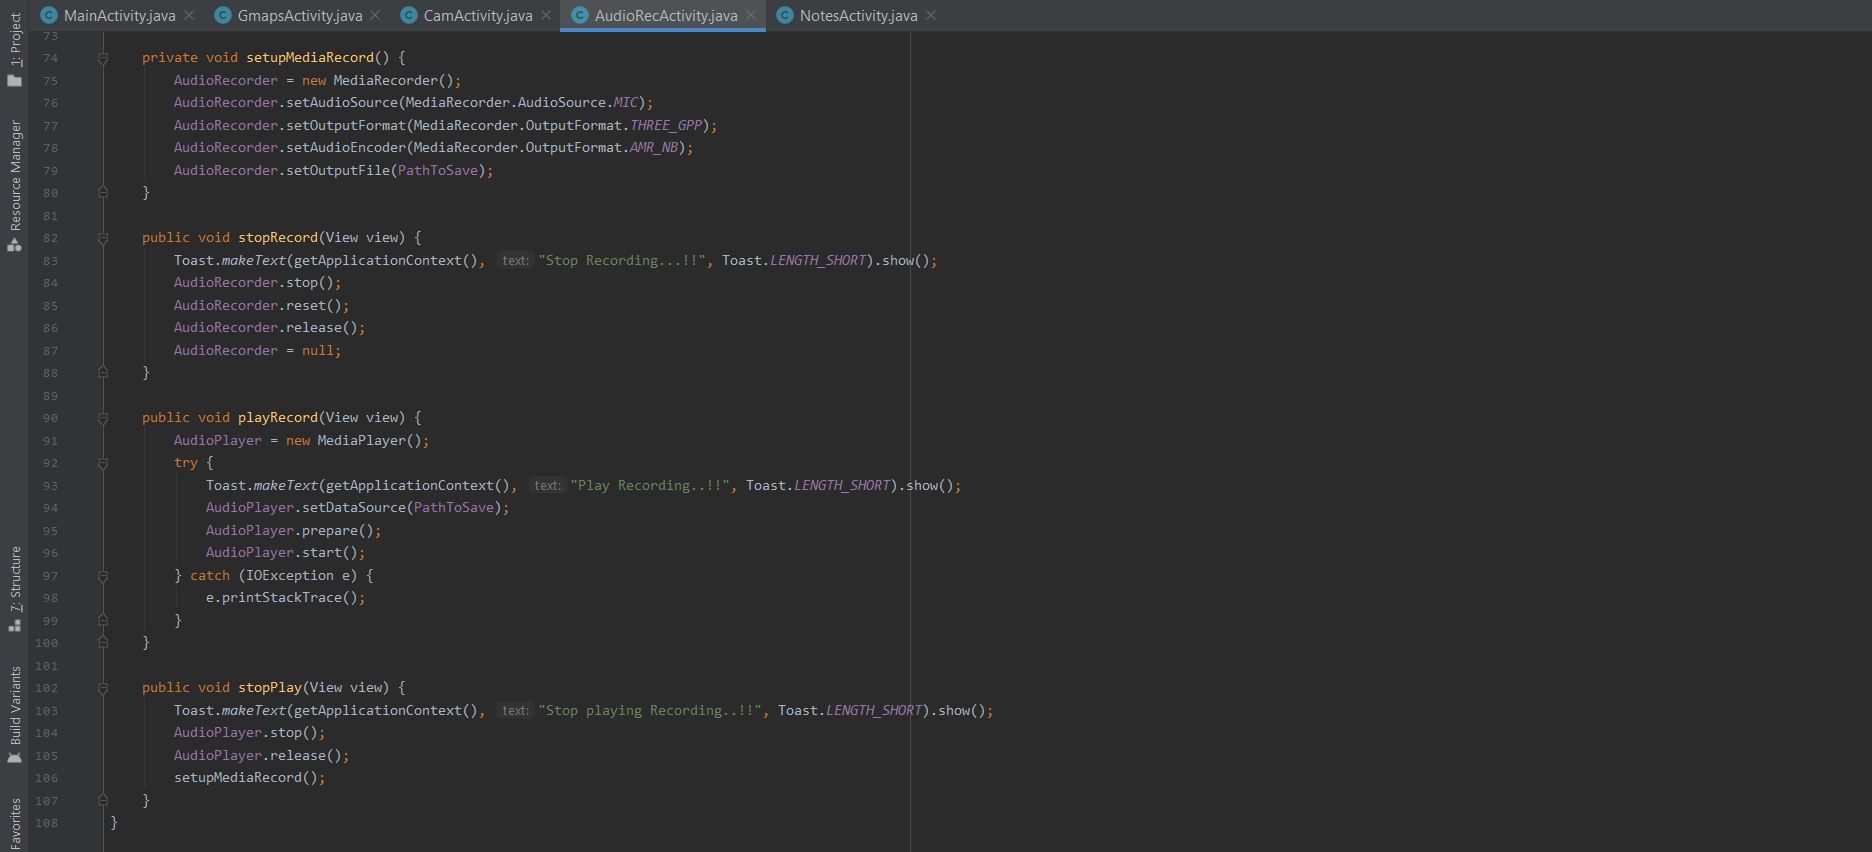 MainActivity.java GmapsActivity.java CamActivity.java AudioRecActivity.java NotesActivity.java
1: Project
Resource Manager
7: Structure
Build Variants
Favorites
73
74 private void setupMediaRecord() {
75 AudioRecorder = new MediaRecorder();
76 AudioRecorder.setAudioSource(MediaRecorder.AudioSource.MIC);
77 AudioRecorder.setOutputFormat(MediaRecorder.OutputFormat.THREE_GPP);
78 AudioRecorder.setAudioEncoder(MediaRecorder.OutputFormat.AMR_NB);
79 AudioRecorder.setOutputFile(PathToSave);
80 }
81
82 public void stopRecord(View view) {
83 Toast.makeText(getApplicationContext(), text: "Stop Recording...!!", Toast.LENGTH_SHORT).show();
84 AudioRecorder.stop();
85 AudioRecorder.reset();
86 AudioRecorder.release();
87 AudioRecorder = null;
88 }
89
90 public void playRecord(View view) {
91 AudioPlayer = new MediaPlayer();
92 try {
93 Toast.makeText(getApplicationContext(), text: "Play Recording..!!", Toast.LENGTH_SHORT).show();
94 AudioPlayer.setDataSource(PathToSave);
95 AudioPlayer.prepare();
96 AudioPlayer.start();
97 } catch (IOException e) {
98 e.printStackTrace();
99 }
100 }
101
102 public void stopPlay(View view) {
103 Toast.makeText(getApplicationContext(), text: "Stop playing Recording..!!", Toast.LENGTH_SHORT).show();
104 AudioPlayer.stop();
105 AudioPlayer.release();
106 setupMediaRecord();
107 }
108 }